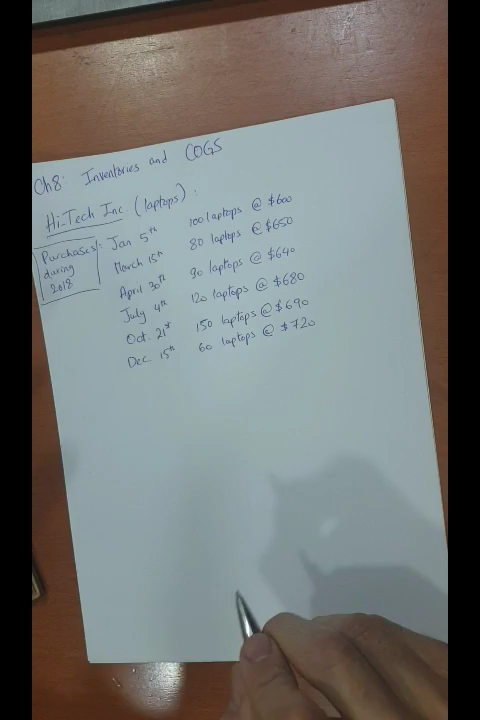 Ch8: Inventories and COGS
Hi-Tech Inc (laptops):
Purchases: during 2018
Jan 5th 100 laptops @ $600
March 15th 80 laptops @ $650
April 30th 90 laptops @ $640
July 4th 120 laptops @ $680
Oct. 21st 150 laptops @ $690
Dec. 15th 60 laptops @ $720